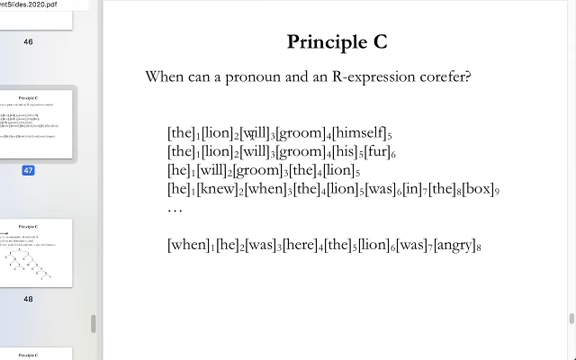 ntSlides.2020.pdf
46
47
48
Principle C
When can a pronoun and an R-expression corefer?
[the]₁[lion]₂[will]₃[groom]₄[himself]₅
[the]₁[lion]₂[will]₃[groom]₄[his]₅[fur]₆
[he]₁[will]₂[groom]₃[the]₄[lion]₅
[he]₁[knew]₂[when]₃[the]₄[lion]₅[was]₆[in]₇[the]₈[box]₉
…
[when]₁[he]₂[was]₃[here]₄[the]₅[lion]₆[was]₇[angry]₈